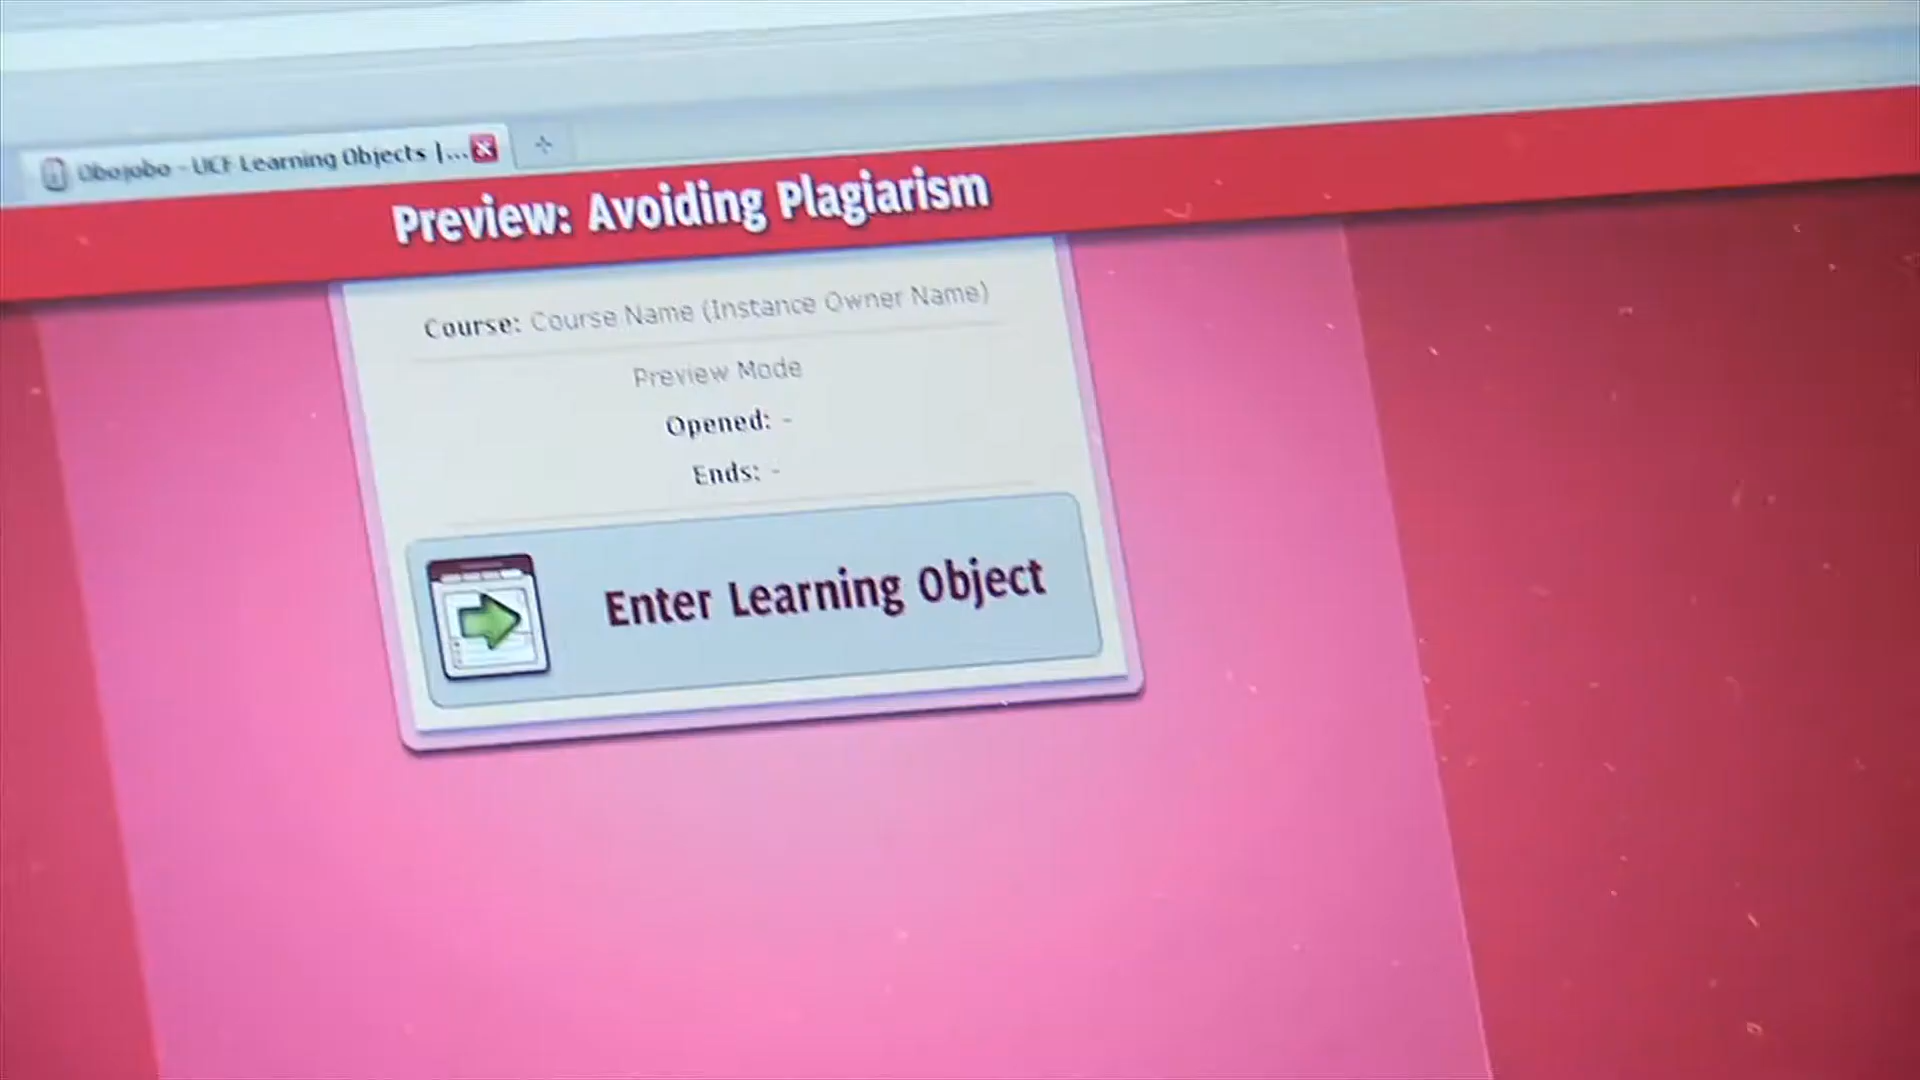 Obojobo - UCF Learning Objects |...
Preview: Avoiding Plagiarism
Course: Course Name (Instance Owner Name)
Preview Mode
Opened: -
Ends: -
Enter Learning Object